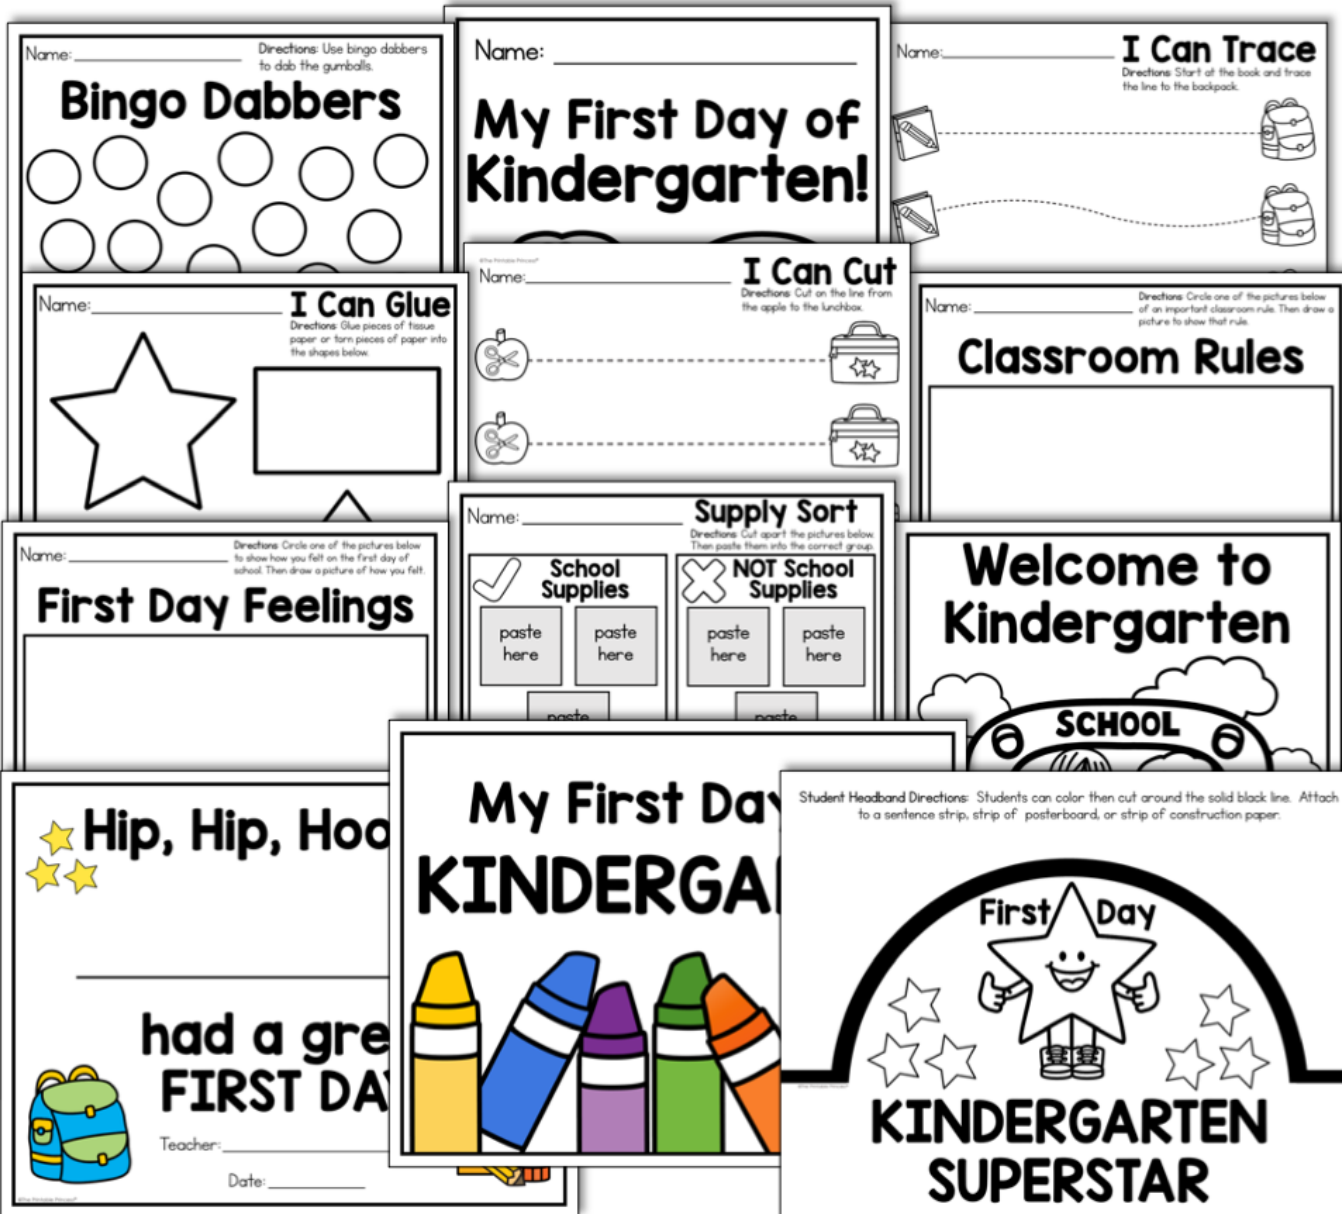 Name:
Directions: Use bingo dabbers
to dab the gumballs.
Bingo Dabbers
Name:
My First Day of
Kindergarten!
Name:
I Can Trace
Directions: Start at the book and trace
the line to the backpack.
Name:
I Can Glue
Directions: Glue pieces of tissue
paper or torn pieces of paper into
the shapes below.
©The Printable Princess
Name:
I Can Cut
Directions: Cut on the line from
the apple to the lunchbox.
Name:
Directions: Circle one of the pictures below
of an important classroom rule. Then draw a
picture to show that rule.
Classroom Rules
Name:
Directions: Circle one of the pictures below
to show how you felt on the first day of
school. Then draw a picture of how you felt.
First Day Feelings
Name:
Supply Sort
Directions: Cut apart the pictures below.
Then paste them into the correct group.
School
Supplies
NOT School
Supplies
paste
here
paste
here
paste
here
paste
here
paste
paste
Welcome to
Kindergarten
SCHOOL
Hip, Hip, Hoo
had a gre
FIRST DA
Teacher:
Date:
©The Printable Princess
My First Day
KINDERGA
Student Headband Directions: Students can color then cut around the solid black line. Attach
to a sentence strip, strip of posterboard, or strip of construction paper.
First Day
KINDERGARTEN
SUPERSTAR